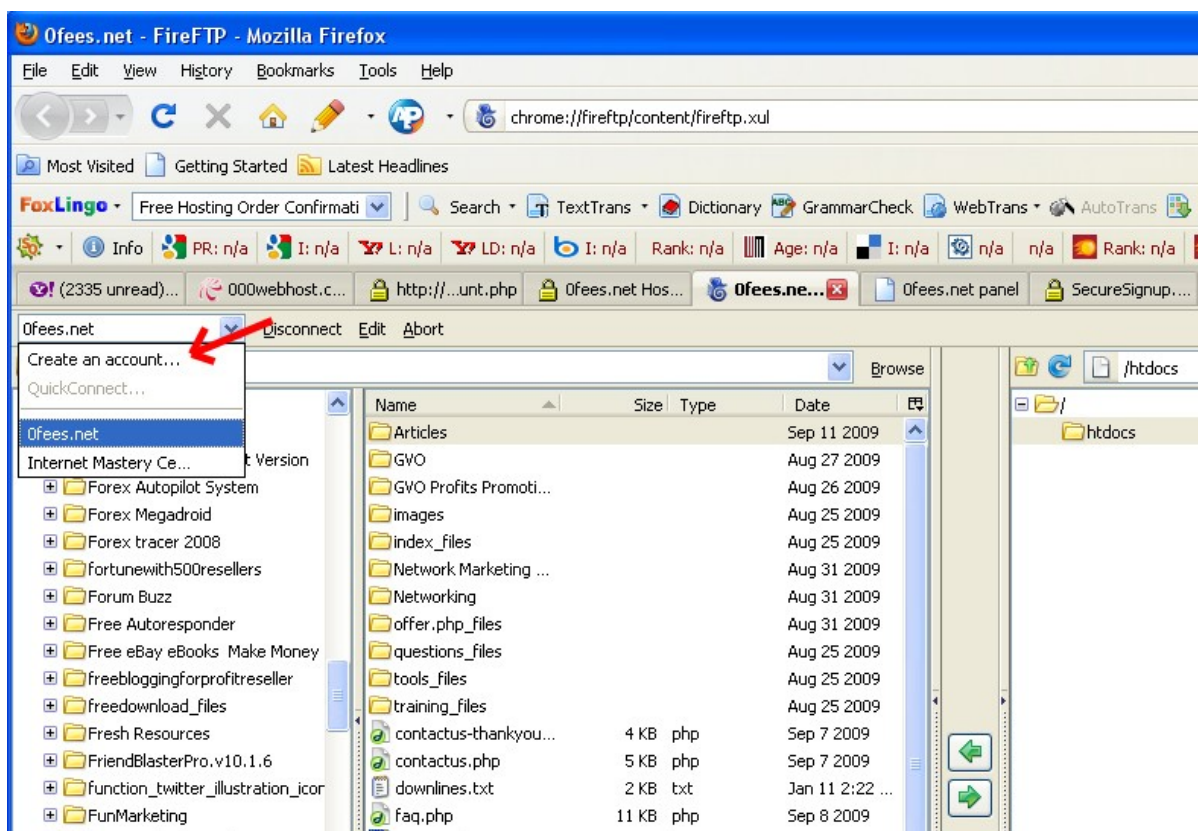 0fees.net - FireFTP - Mozilla Firefox
File Edit View History Bookmarks Tools Help
chrome://fireftp/content/fireftp.xul
Most Visited Getting Started Latest Headlines
FoxLingo Free Hosting Order Confirmati Search TextTrans Dictionary GrammarCheck WebTrans AutoTrans
Info PR: n/a I: n/a L: n/a LD: n/a I: n/a Rank: n/a Age: n/a I: n/a n/a n/a Rank: n/a
(2335 unread)... 000webhost.c... http://...unt.php 0fees.net Hos... 0fees.ne... 0fees.net panel SecureSignup....
0fees.net Disconnect Edit Abort
Create an account...
Browse /htdocs
QuickConnect...
Name Size Type Date /
0fees.net Articles Sep 11 2009 htdocs
Internet Mastery Ce... t Version GVO Aug 27 2009
Forex Autopilot System GVO Profits Promoti... Aug 26 2009
Forex Megadroid images Aug 25 2009
Forex tracer 2008 index_files Aug 25 2009
fortunewith500resellers Network Marketing ... Aug 31 2009
Forum Buzz Networking Aug 31 2009
Free Autoresponder offer.php_files Aug 31 2009
Free eBay eBooks Make Money questions_files Aug 25 2009
freebloggingforprofitreseller tools_files Aug 25 2009
freedownload_files training_files Aug 25 2009
Fresh Resources contactus-thankyou... 4 KB php Sep 7 2009
FriendBlasterPro.v10.1.6 contactus.php 5 KB php Sep 7 2009
function_twitter_illustration_icor downlines.txt 2 KB txt Jan 11 2:22 ...
FunMarketing faq.php 11 KB php Sep 8 2009